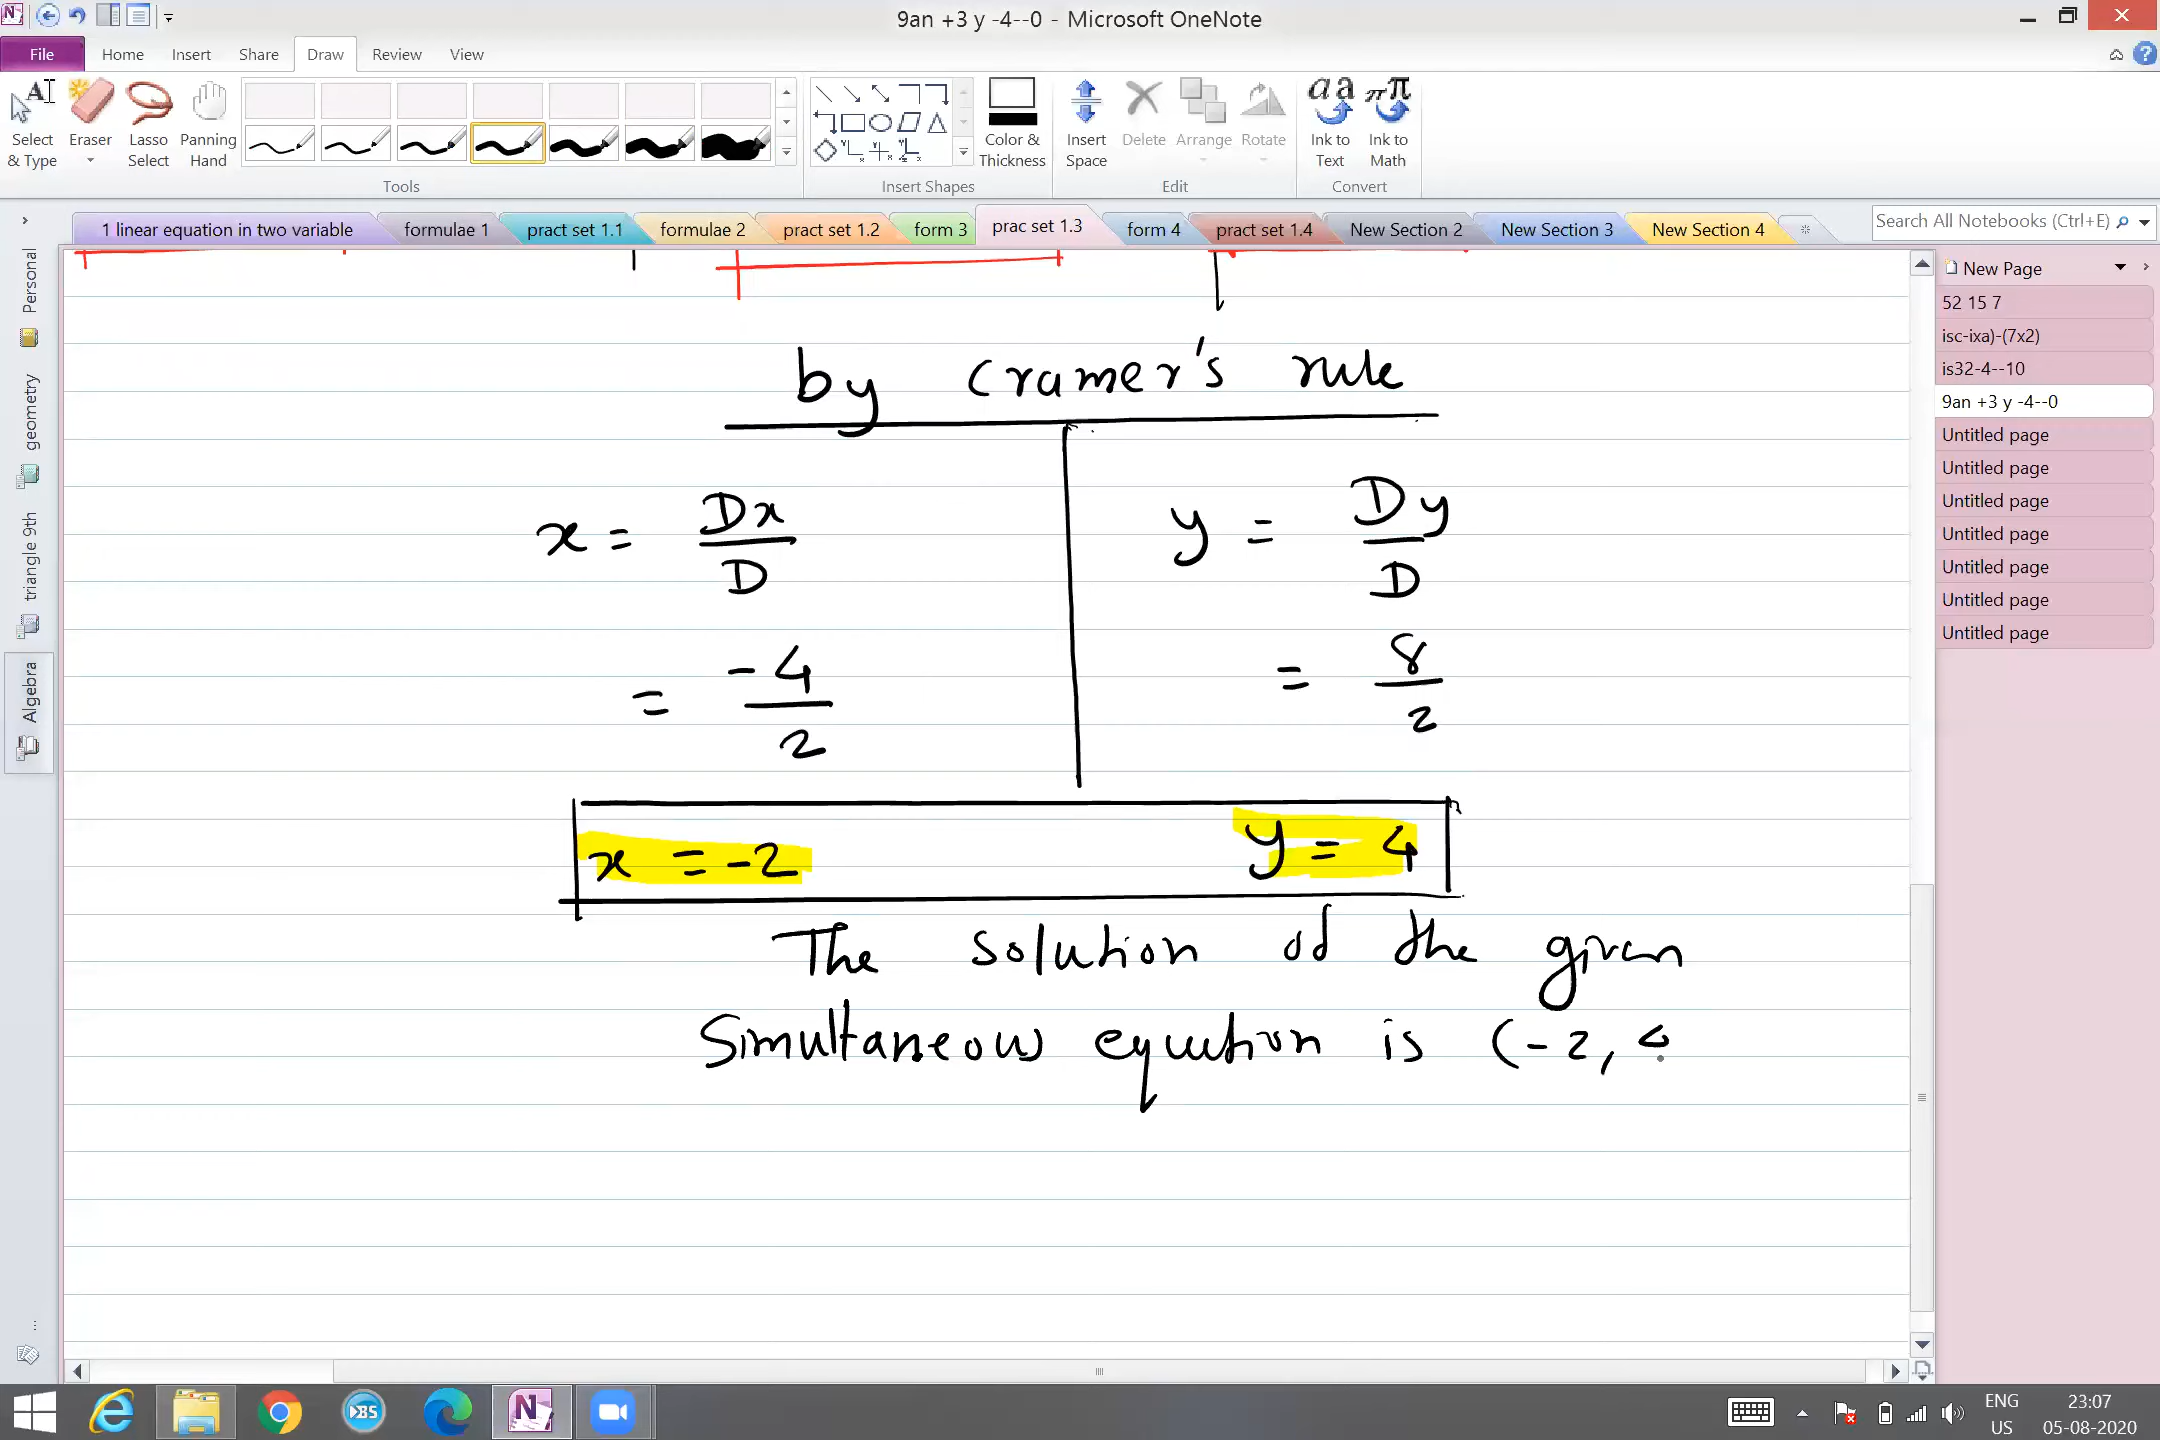 9an +3 y -4--0 - Microsoft OneNote
File Home Insert Share Draw Review View
Select & Type
Eraser
Lasso Select
Panning Hand
Color & Thickness
Insert Space
Delete
Arrange
Rotate
Ink to Text
Ink to Math
Tools
Insert Shapes
Edit
Convert
1 linear equation in two variable
formulae 1
pract set 1.1
formulae 2
pract set 1.2
form 3
prac set 1.3
form 4
pract set 1.4
New Section 2
New Section 3
New Section 4
Search All Notebooks (Ctrl+E)
Personal
geometry
triangle 9th
Algebra
New Page
52 15 7
isc-ixa)-(7x2)
is32-4--10
9an +3 y -4--0
Untitled page
Untitled page
Untitled page
Untitled page
Untitled page
Untitled page
Untitled page
by Cramer's rule
x = Dx/D
y = Dy/D
= -4/2
= 8/2
x = -2
y = 4
The solution of the given
Simultaneous equation is (-2, 4
ENG
US
23:07
05-08-2020